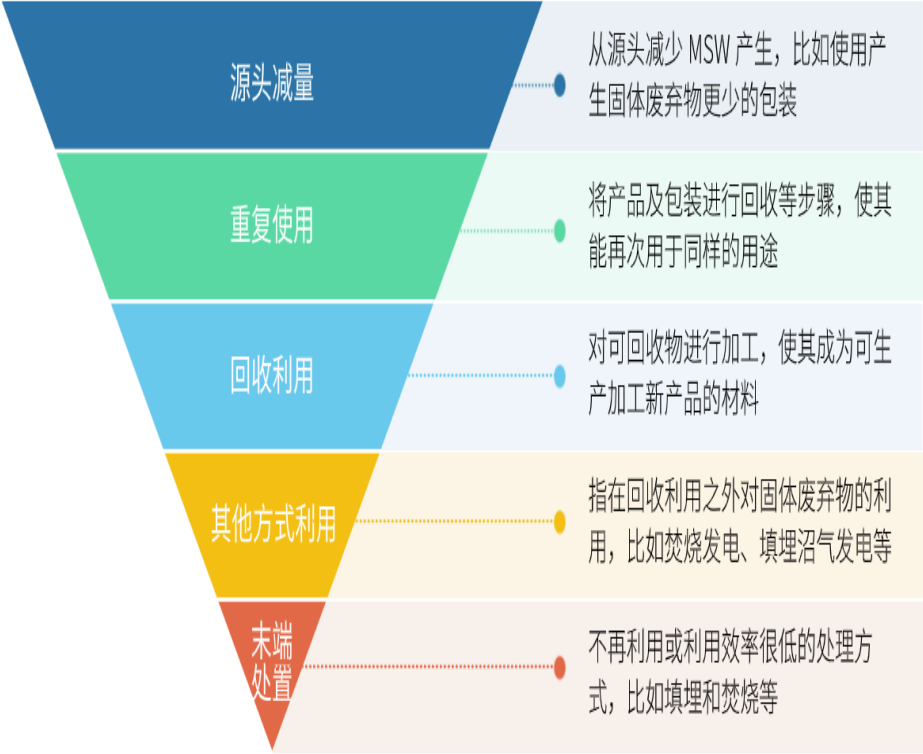 源头减量
从源头减少 MSW 产生，比如使用产
生固体废弃物更少的包装
重复使用
将产品及包装进行回收等步骤，使其
能再次用于同样的用途
回收利用
对可回收物进行加工，使其成为可生
产加工新产品的材料
其他方式利用
指在回收利用之外对固体废弃物的利
用，比如焚烧发电、填埋沼气发电等
末端
处置
不再利用或利用效率很低的处理方
式，比如填埋和焚烧等